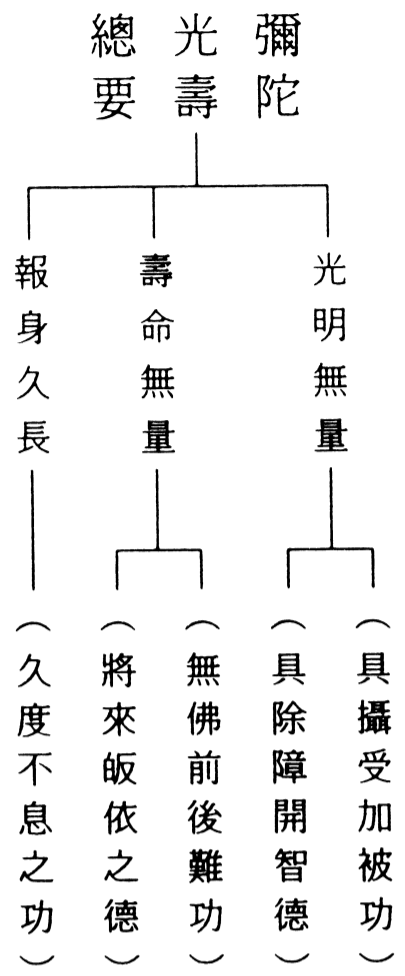 彌陀
光壽
總要
光明無量
壽命無量
報身久長
（具攝受加被功）
（具除障開智德）
（無佛前後難功）
（將來皈依之德）
（久度不息之功）